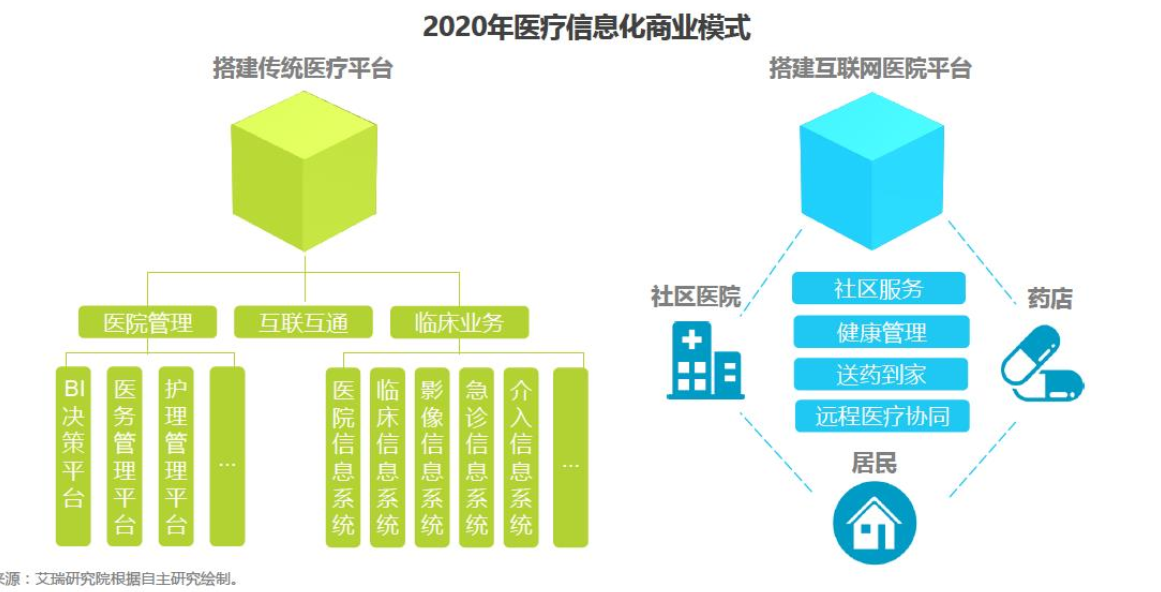 2020年医疗信息化商业模式
搭建传统医疗平台
医院管理
互联互通
临床业务
BI决策平台
医务管理平台
护理管理平台
...
医院信息系统
临床信息系统
影像信息系统
急诊信息系统
介入信息系统
...
搭建互联网医院平台
社区医院
药店
社区服务
健康管理
送药到家
远程医疗协同
居民
来源：艾瑞研究院根据自主研究绘制。